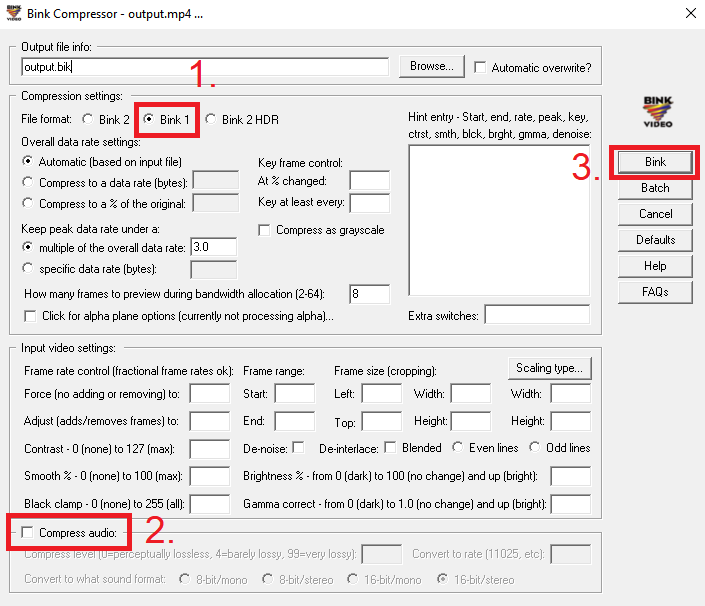 Bink Compressor - output.mp4 ...
Output file info:
output.bik
Browse...
Automatic overwrite?
1.
Compression settings:
File format:
Bink 2
Bink 1
Bink 2 HDR
Hint entry - Start, end, rate, peak, key,
ctrst, smth, blck, brght, gmma, denoise:
Overall data rate settings:
Automatic (based on input file)
Compress to a data rate (bytes):
Compress to a % of the original:
Key frame control:
At % changed:
Key at least every:
Compress as grayscale
Keep peak data rate under a:
multiple of the overall data rate:
3.0
specific data rate (bytes):
How many frames to preview during bandwidth allocation (2-64):
8
Click for alpha plane options (currently not processing alpha)...
Extra switches:
BINK
VIDEO
3.
Bink
Batch
Cancel
Defaults
Help
FAQs
Input video settings:
Frame rate control (fractional frame rates ok):
Frame range:
Frame size (cropping):
Scaling type...
Force (no adding or removing) to:
Start:
Left:
Width:
Width:
Adjust (adds/removes frames) to:
End:
Top:
Height:
Height:
Contrast - 0 (none) to 127 (max):
De-noise:
De-interlace:
Blended
Even lines
Odd lines
Smooth % - 0 (none) to 100 (max):
Brightness % - from 0 (dark) to 100 (no change) and up (bright):
Black clamp - 0 (none) to 255 (all):
Gamma correct - from 0 (dark) to 1.0 (no change) and up (bright):
Compress audio:
2.
Compress level (0=perceptually lossless, 4=barely lossy, 99=very lossy):
Convert to rate (11025, etc):
Convert to what sound format:
8-bit/mono
8-bit/stereo
16-bit/mono
16-bit/stereo